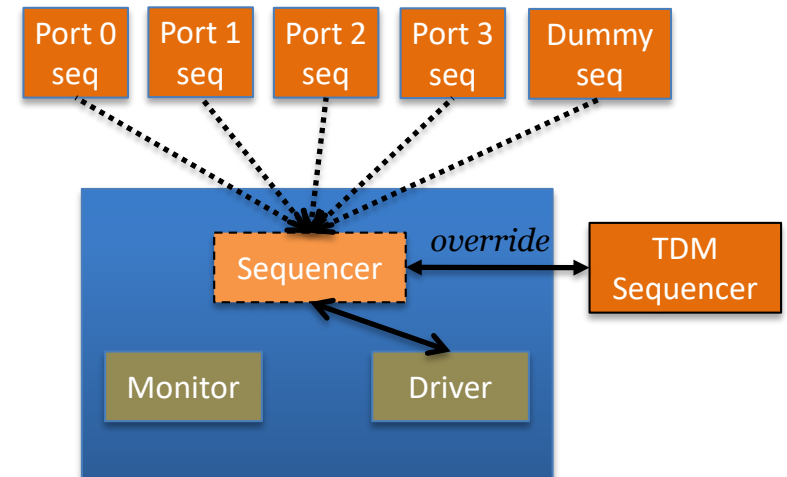 Port 0
seq
Port 1
seq
Port 2
seq
Port 3
seq
Dummy
seq
Sequencer
override
TDM
Sequencer
Monitor
Driver